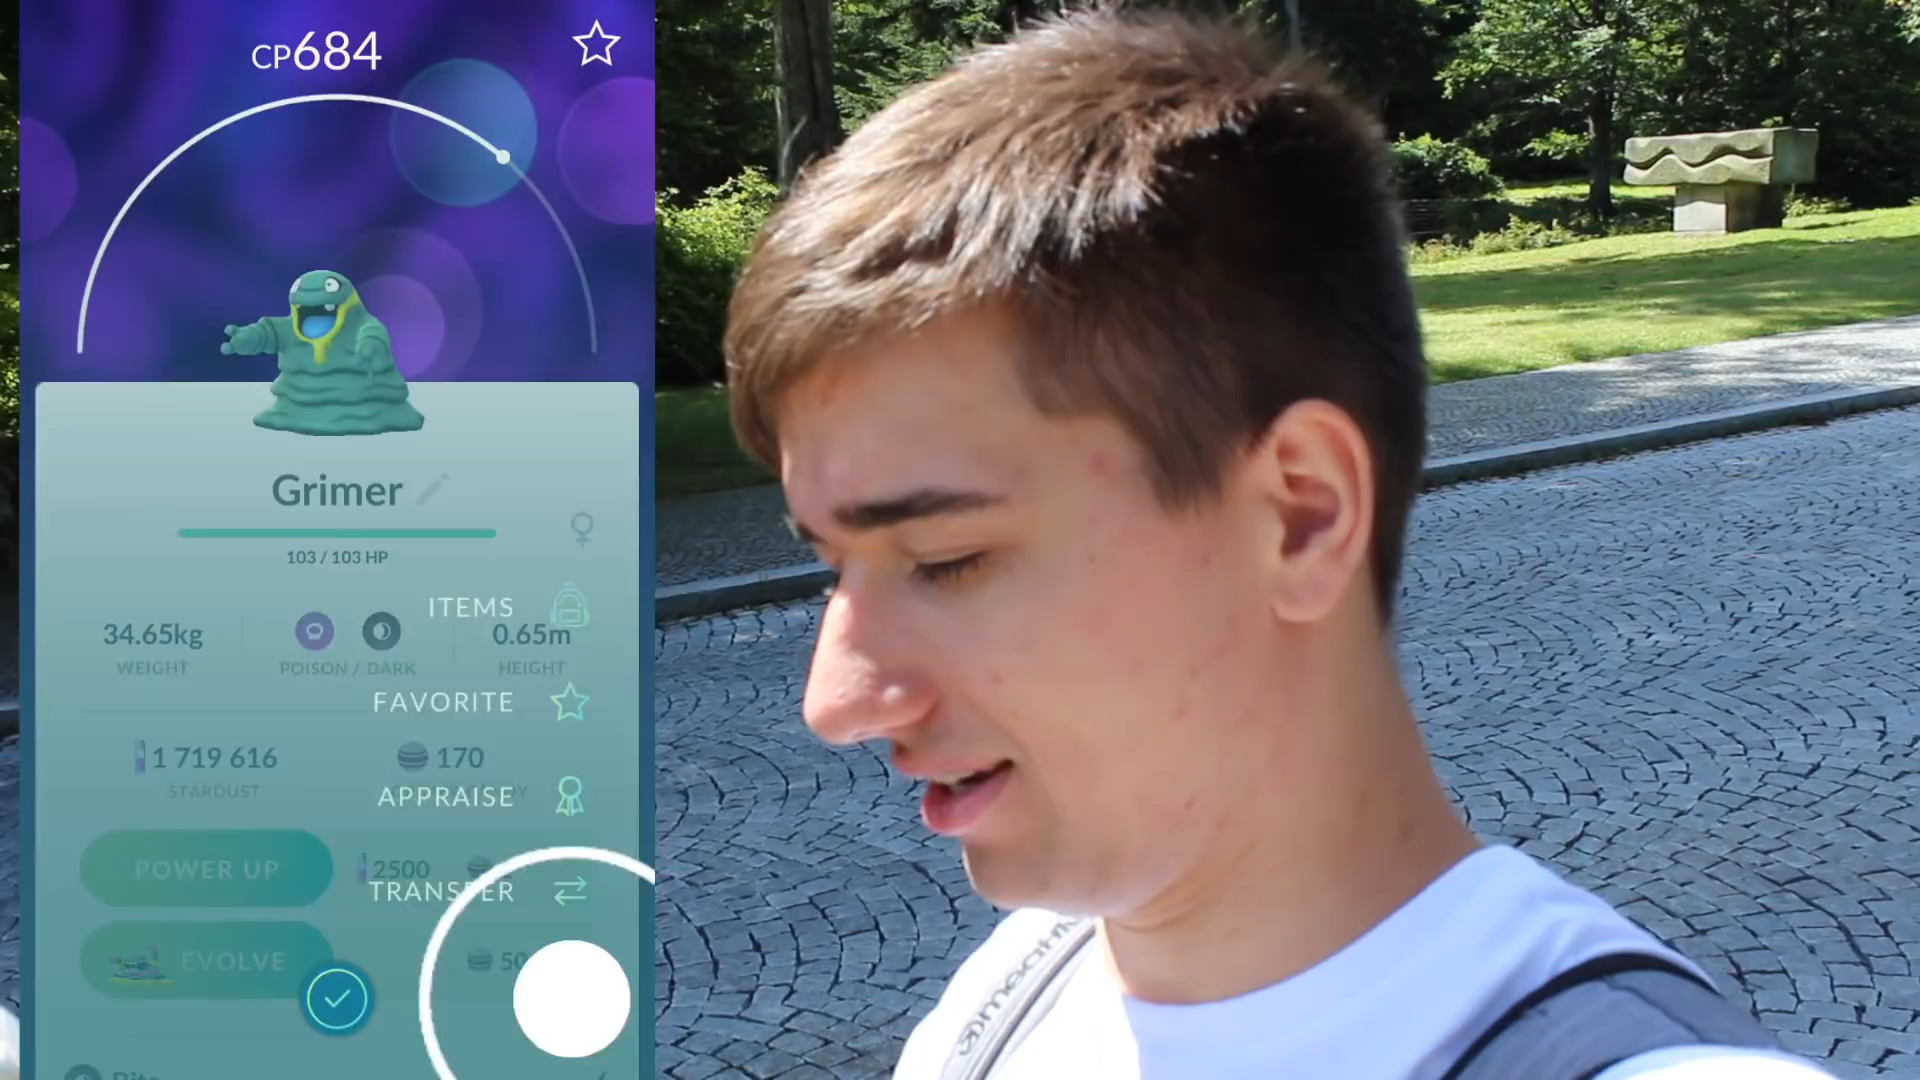 CP684
Grimer
103 / 103 HP
ITEMS
34.65kg
0.65m
WEIGHT
POISON / DARK
HEIGHT
FAVORITE
1 719 616
170
STARDUST
APPRAISE
POWER UP
2500
TRANSFER
EVOLVE
50